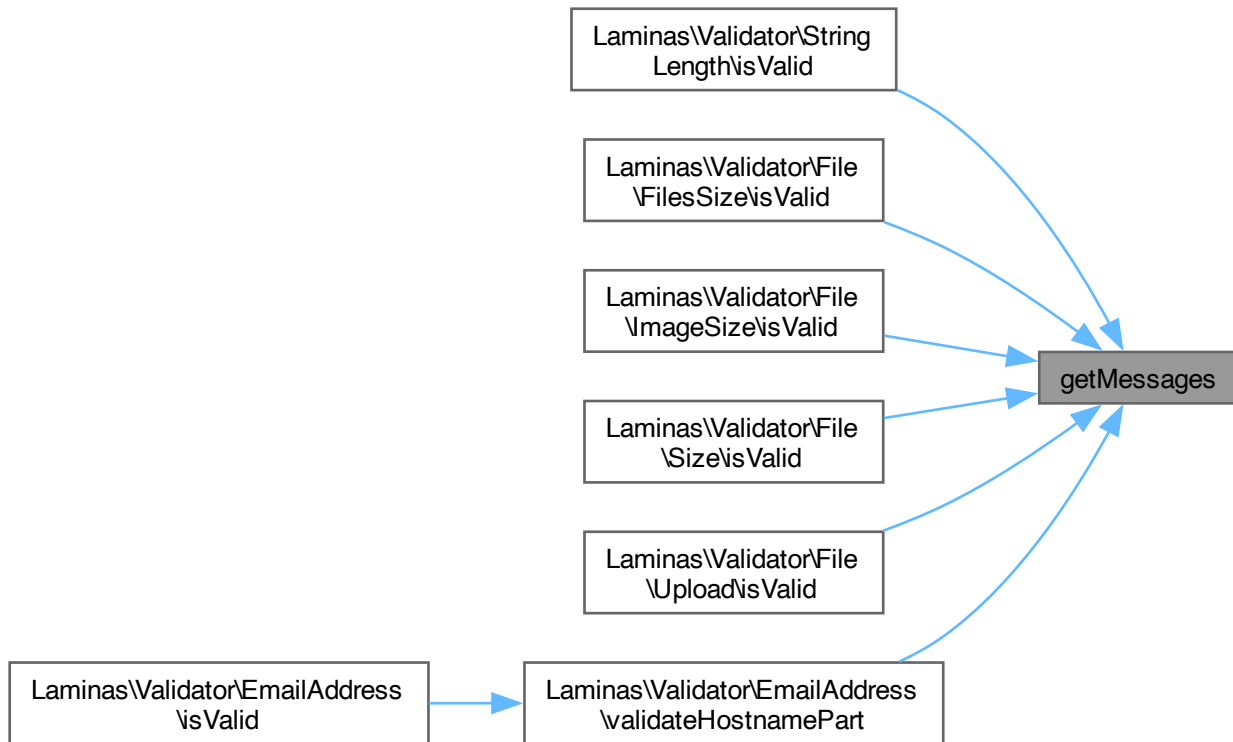 Laminas\Validator\String
Length\isValid
Laminas\Validator\File
\FilesSize\isValid
Laminas\Validator\File
\ImageSize\isValid
getMessages
Laminas\Validator\File
\Size\isValid
Laminas\Validator\File
\Upload\isValid
Laminas\Validator\EmailAddress
\isValid
Laminas\Validator\EmailAddress
\validateHostnamePart